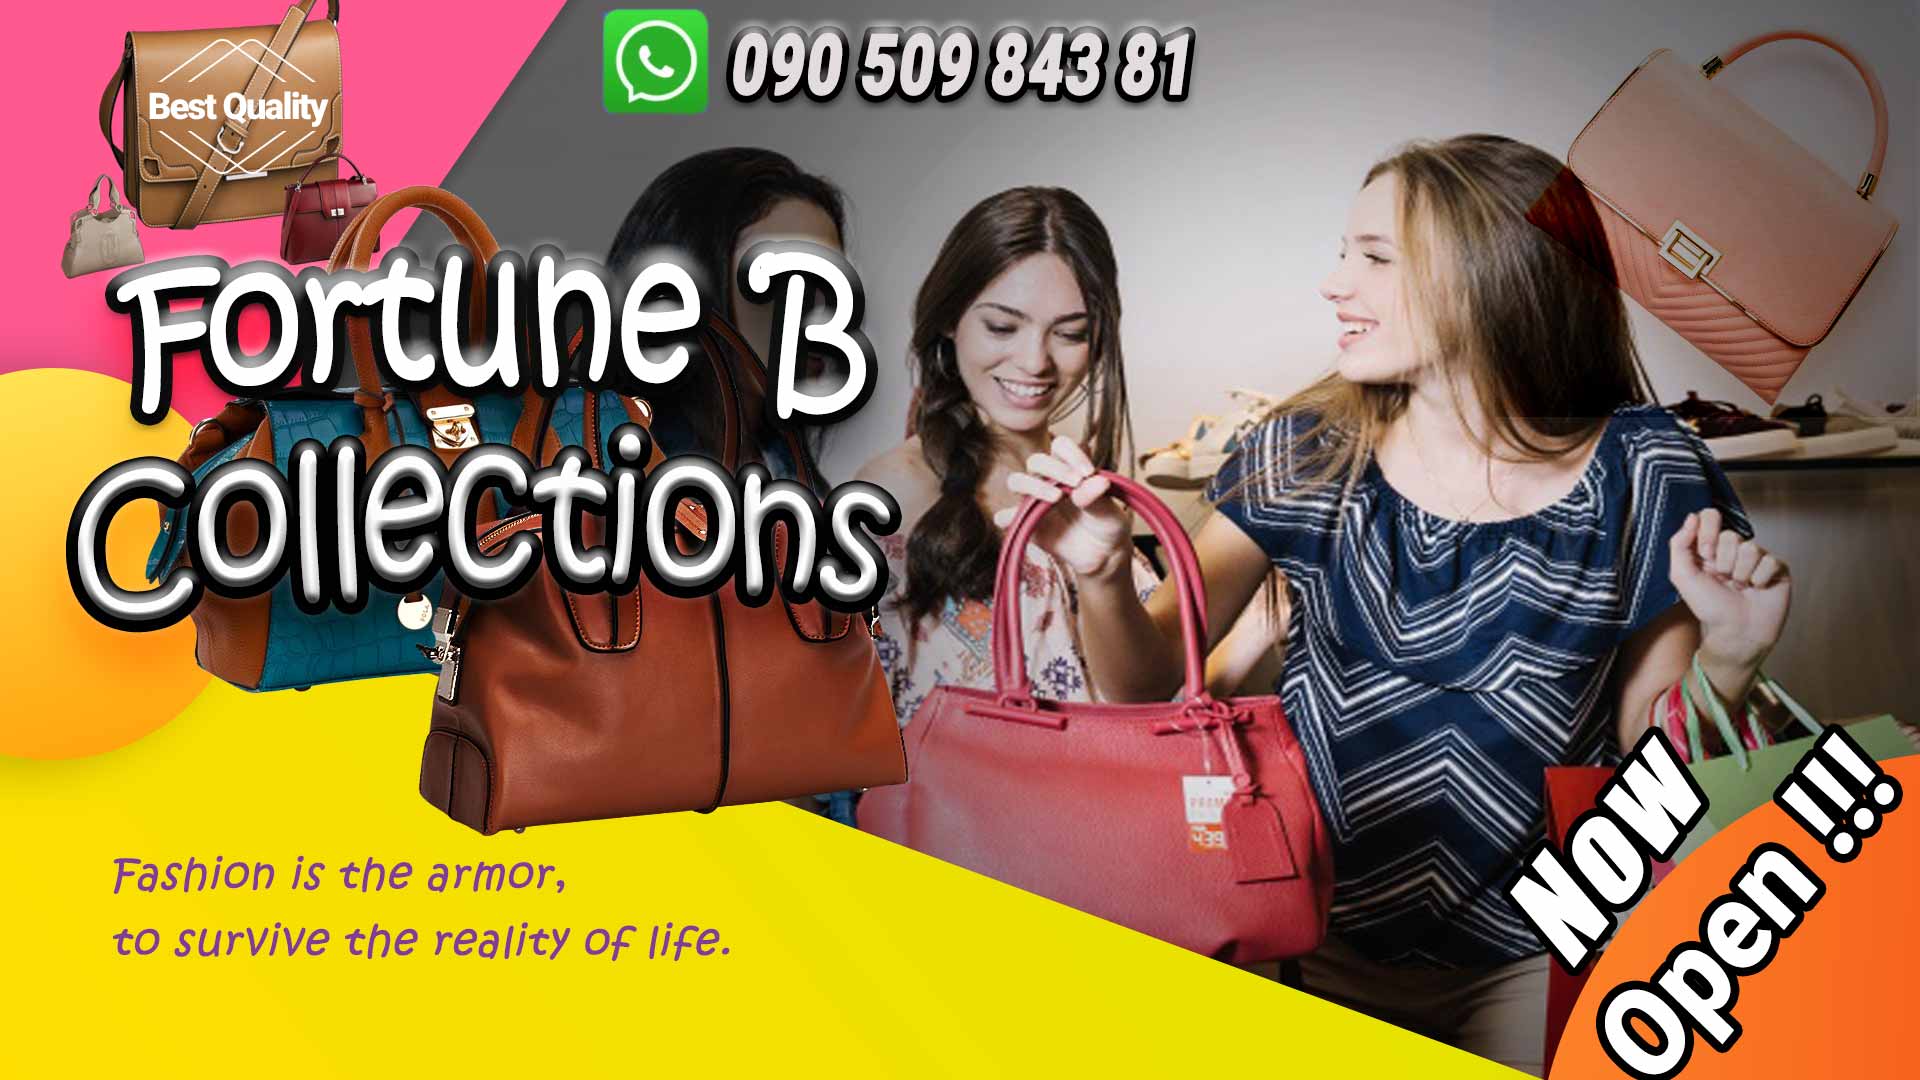 090 509 843 81
Best Quality
Fortune B
Collections
Fashion is the armor,
to survive the reality of life.
Now
Open !!!